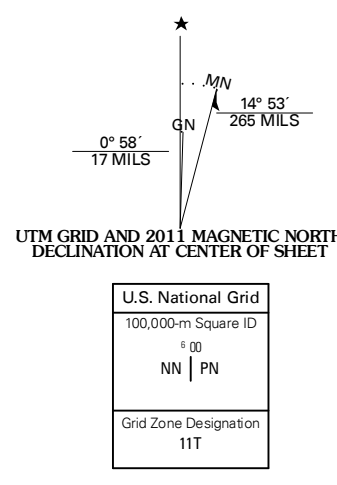 ★
MN
GN
14° 53´
265 MILS
0° 58´
17 MILS
UTM GRID AND 2011 MAGNETIC NORTH
DECLINATION AT CENTER OF SHEET
U.S. National Grid
100,000-m Square ID
6 00
NN | PN
Grid Zone Designation
11T